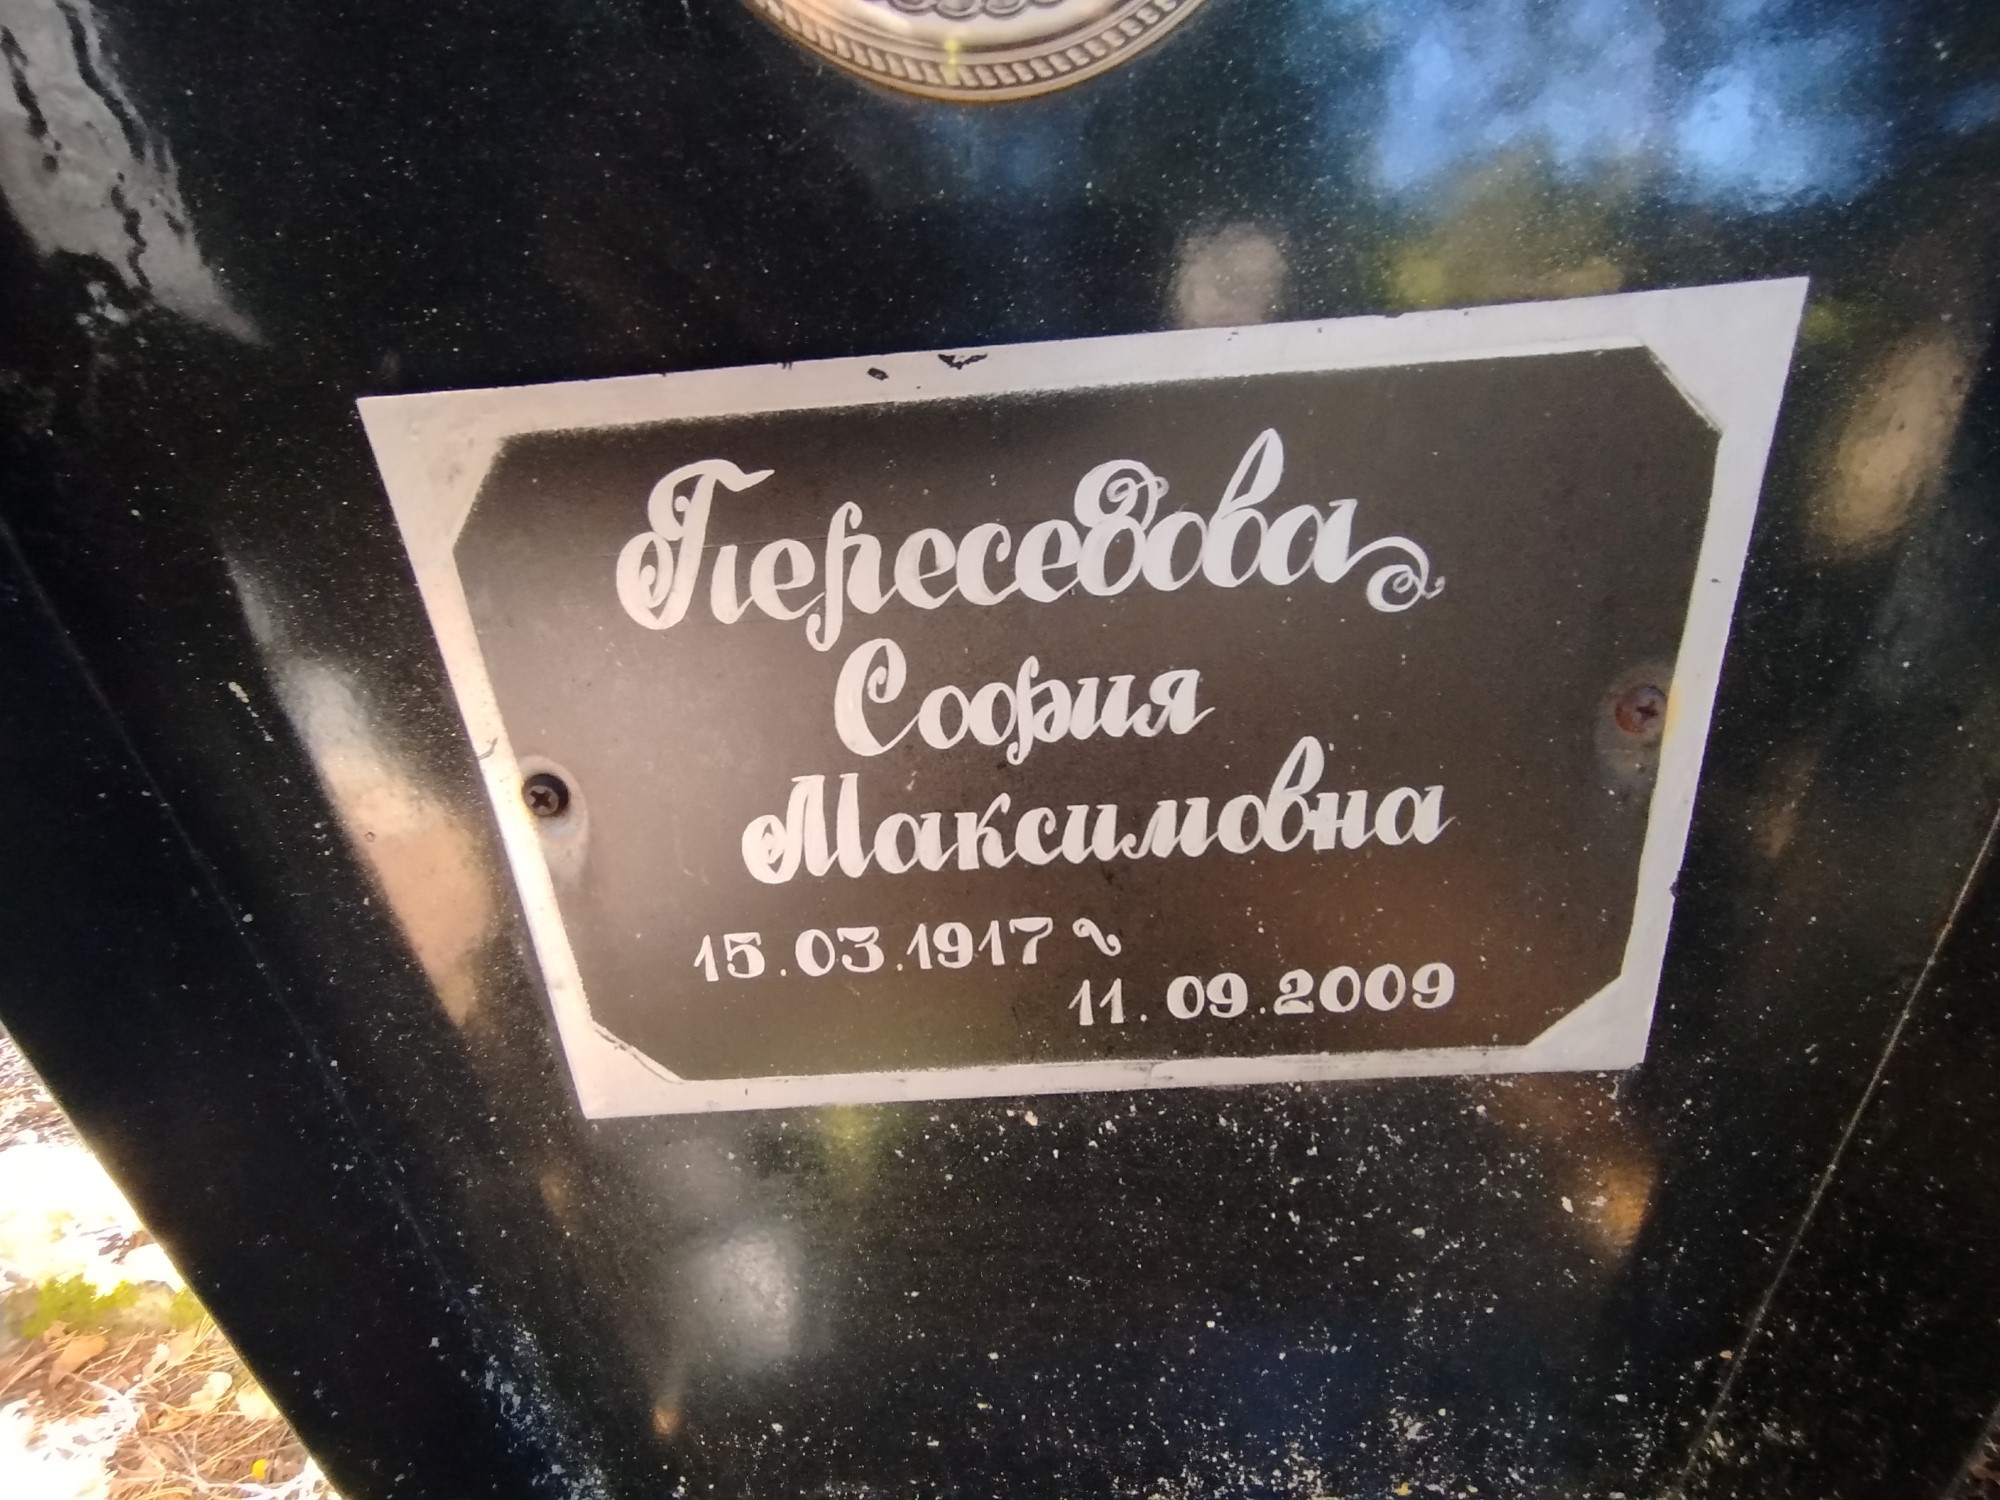 Переседова
София
Максимовна
15.03.1917 ~
11.09.2009